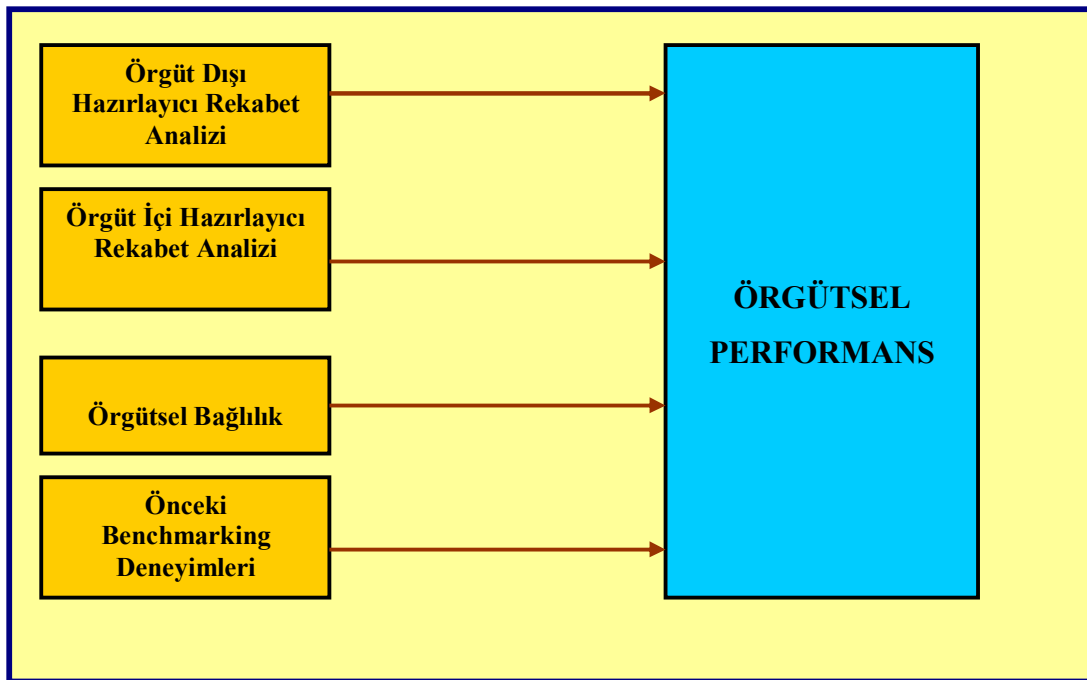 Örgüt Dışı
Hazırlayıcı Rekabet
Analizi
Örgüt İçi Hazırlayıcı
Rekabet Analizi
Örgütsel Bağlılık
Önceki
Benchmarking
Deneyimleri
ÖRGÜTSEL
PERFORMANS